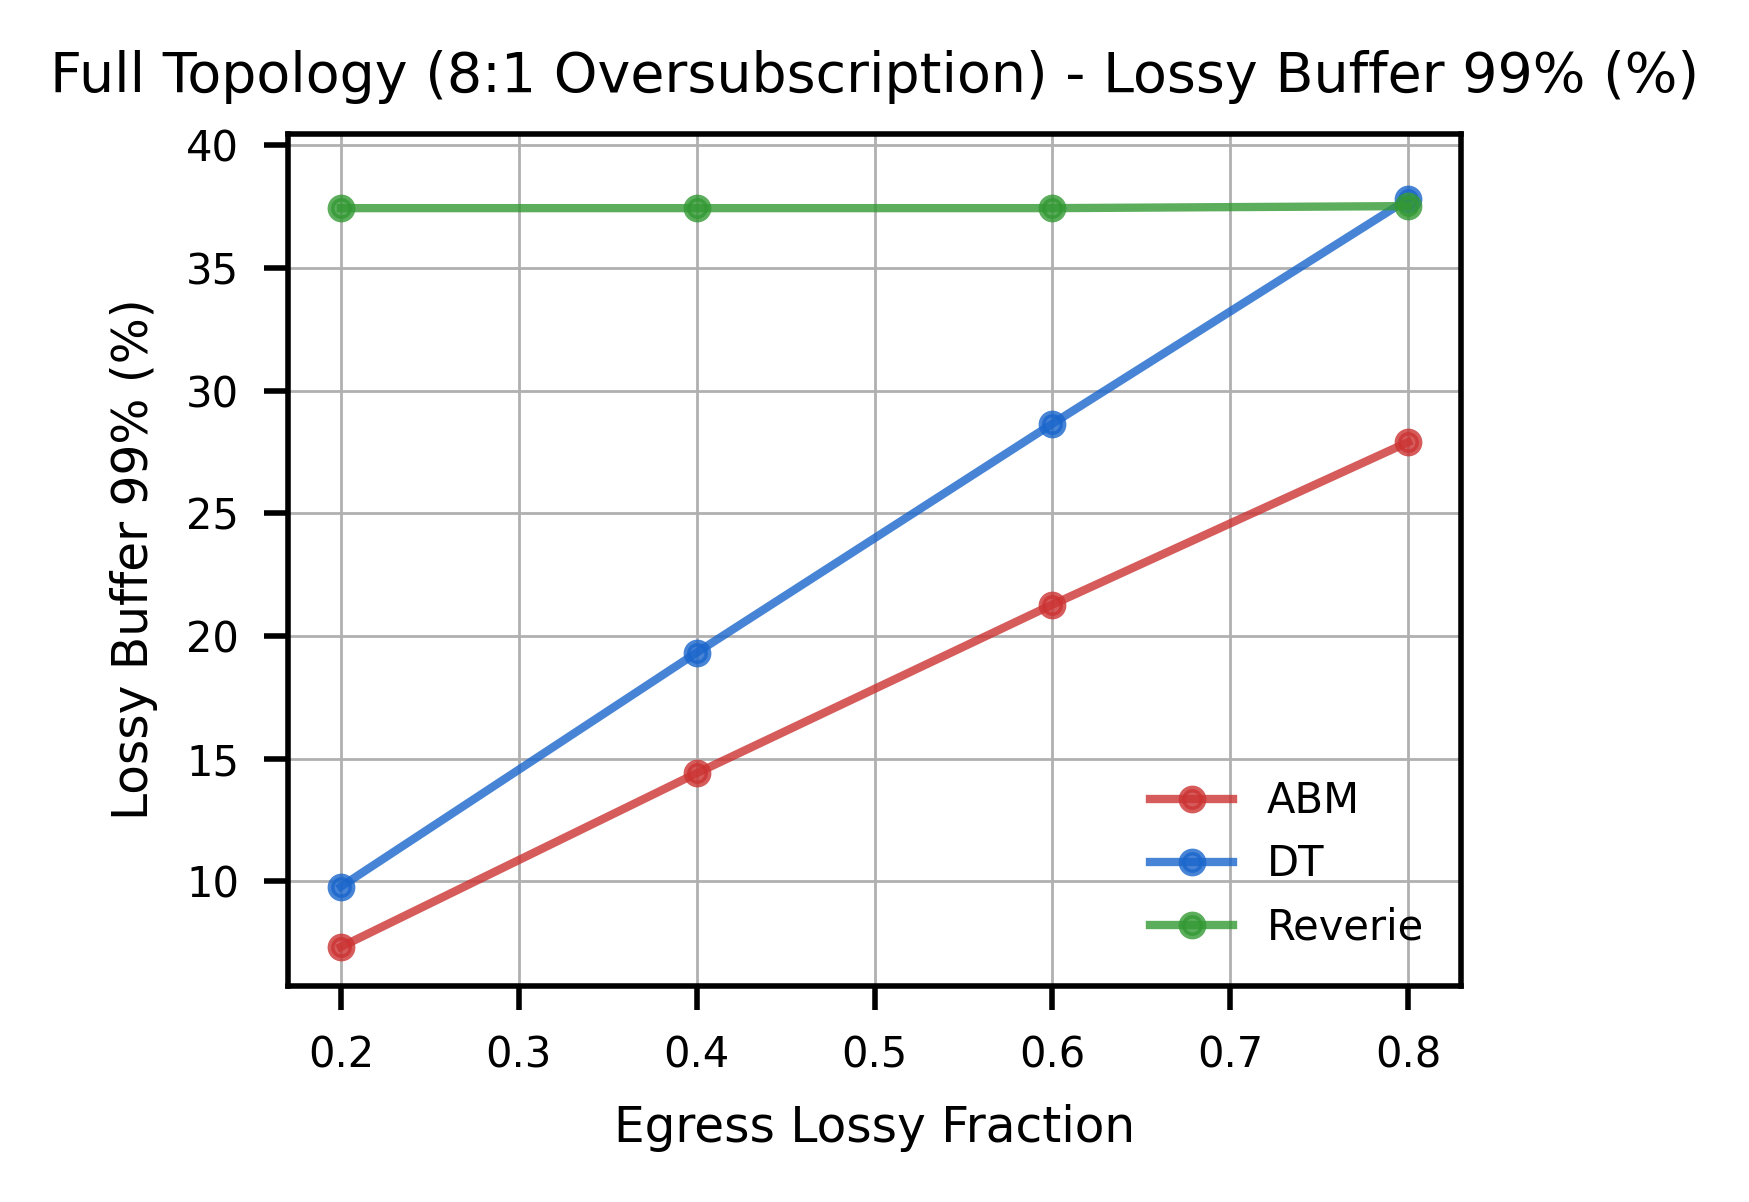 Full Topology (8:1 Oversubscription) - Lossy Buffer 99% (%)
40
35
30
25
20
15
10
Lossy Buffer 99% (%)
ABM
DT
Reverie
0.2 0.3 0.4 0.5 0.6 0.7 0.8
Egress Lossy Fraction